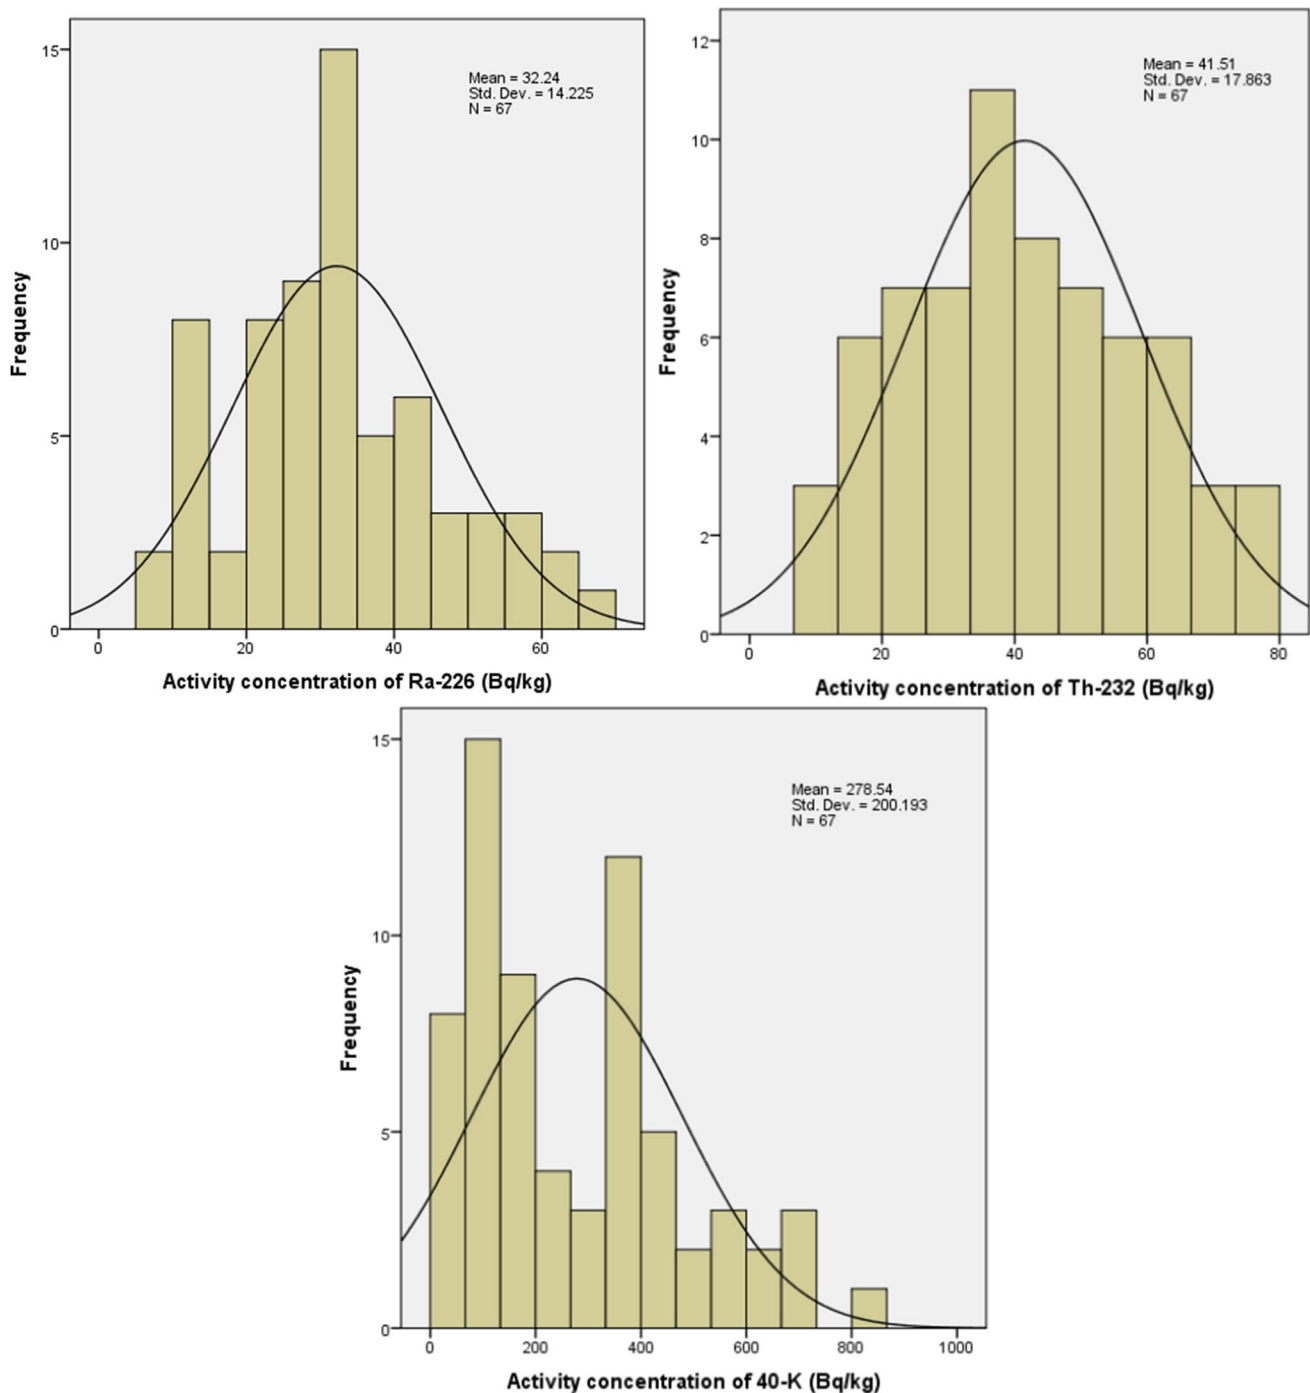 15
10
5
0
Frequency
Mean = 32.24
Std. Dev. = 14.225
N = 67
0 20 40 60
Activity concentration of Ra-226 (Bq/kg)
12
10
8
6
4
2
0
Frequency
Mean = 41.51
Std. Dev. = 17.863
N = 67
0 20 40 60 80
Activity concentration of Th-232 (Bq/kg)
15
10
5
0
Frequency
Mean = 278.54
Std. Dev. = 200.193
N = 67
0 200 400 600 800 1000
Activity concentration of 40-K (Bq/kg)